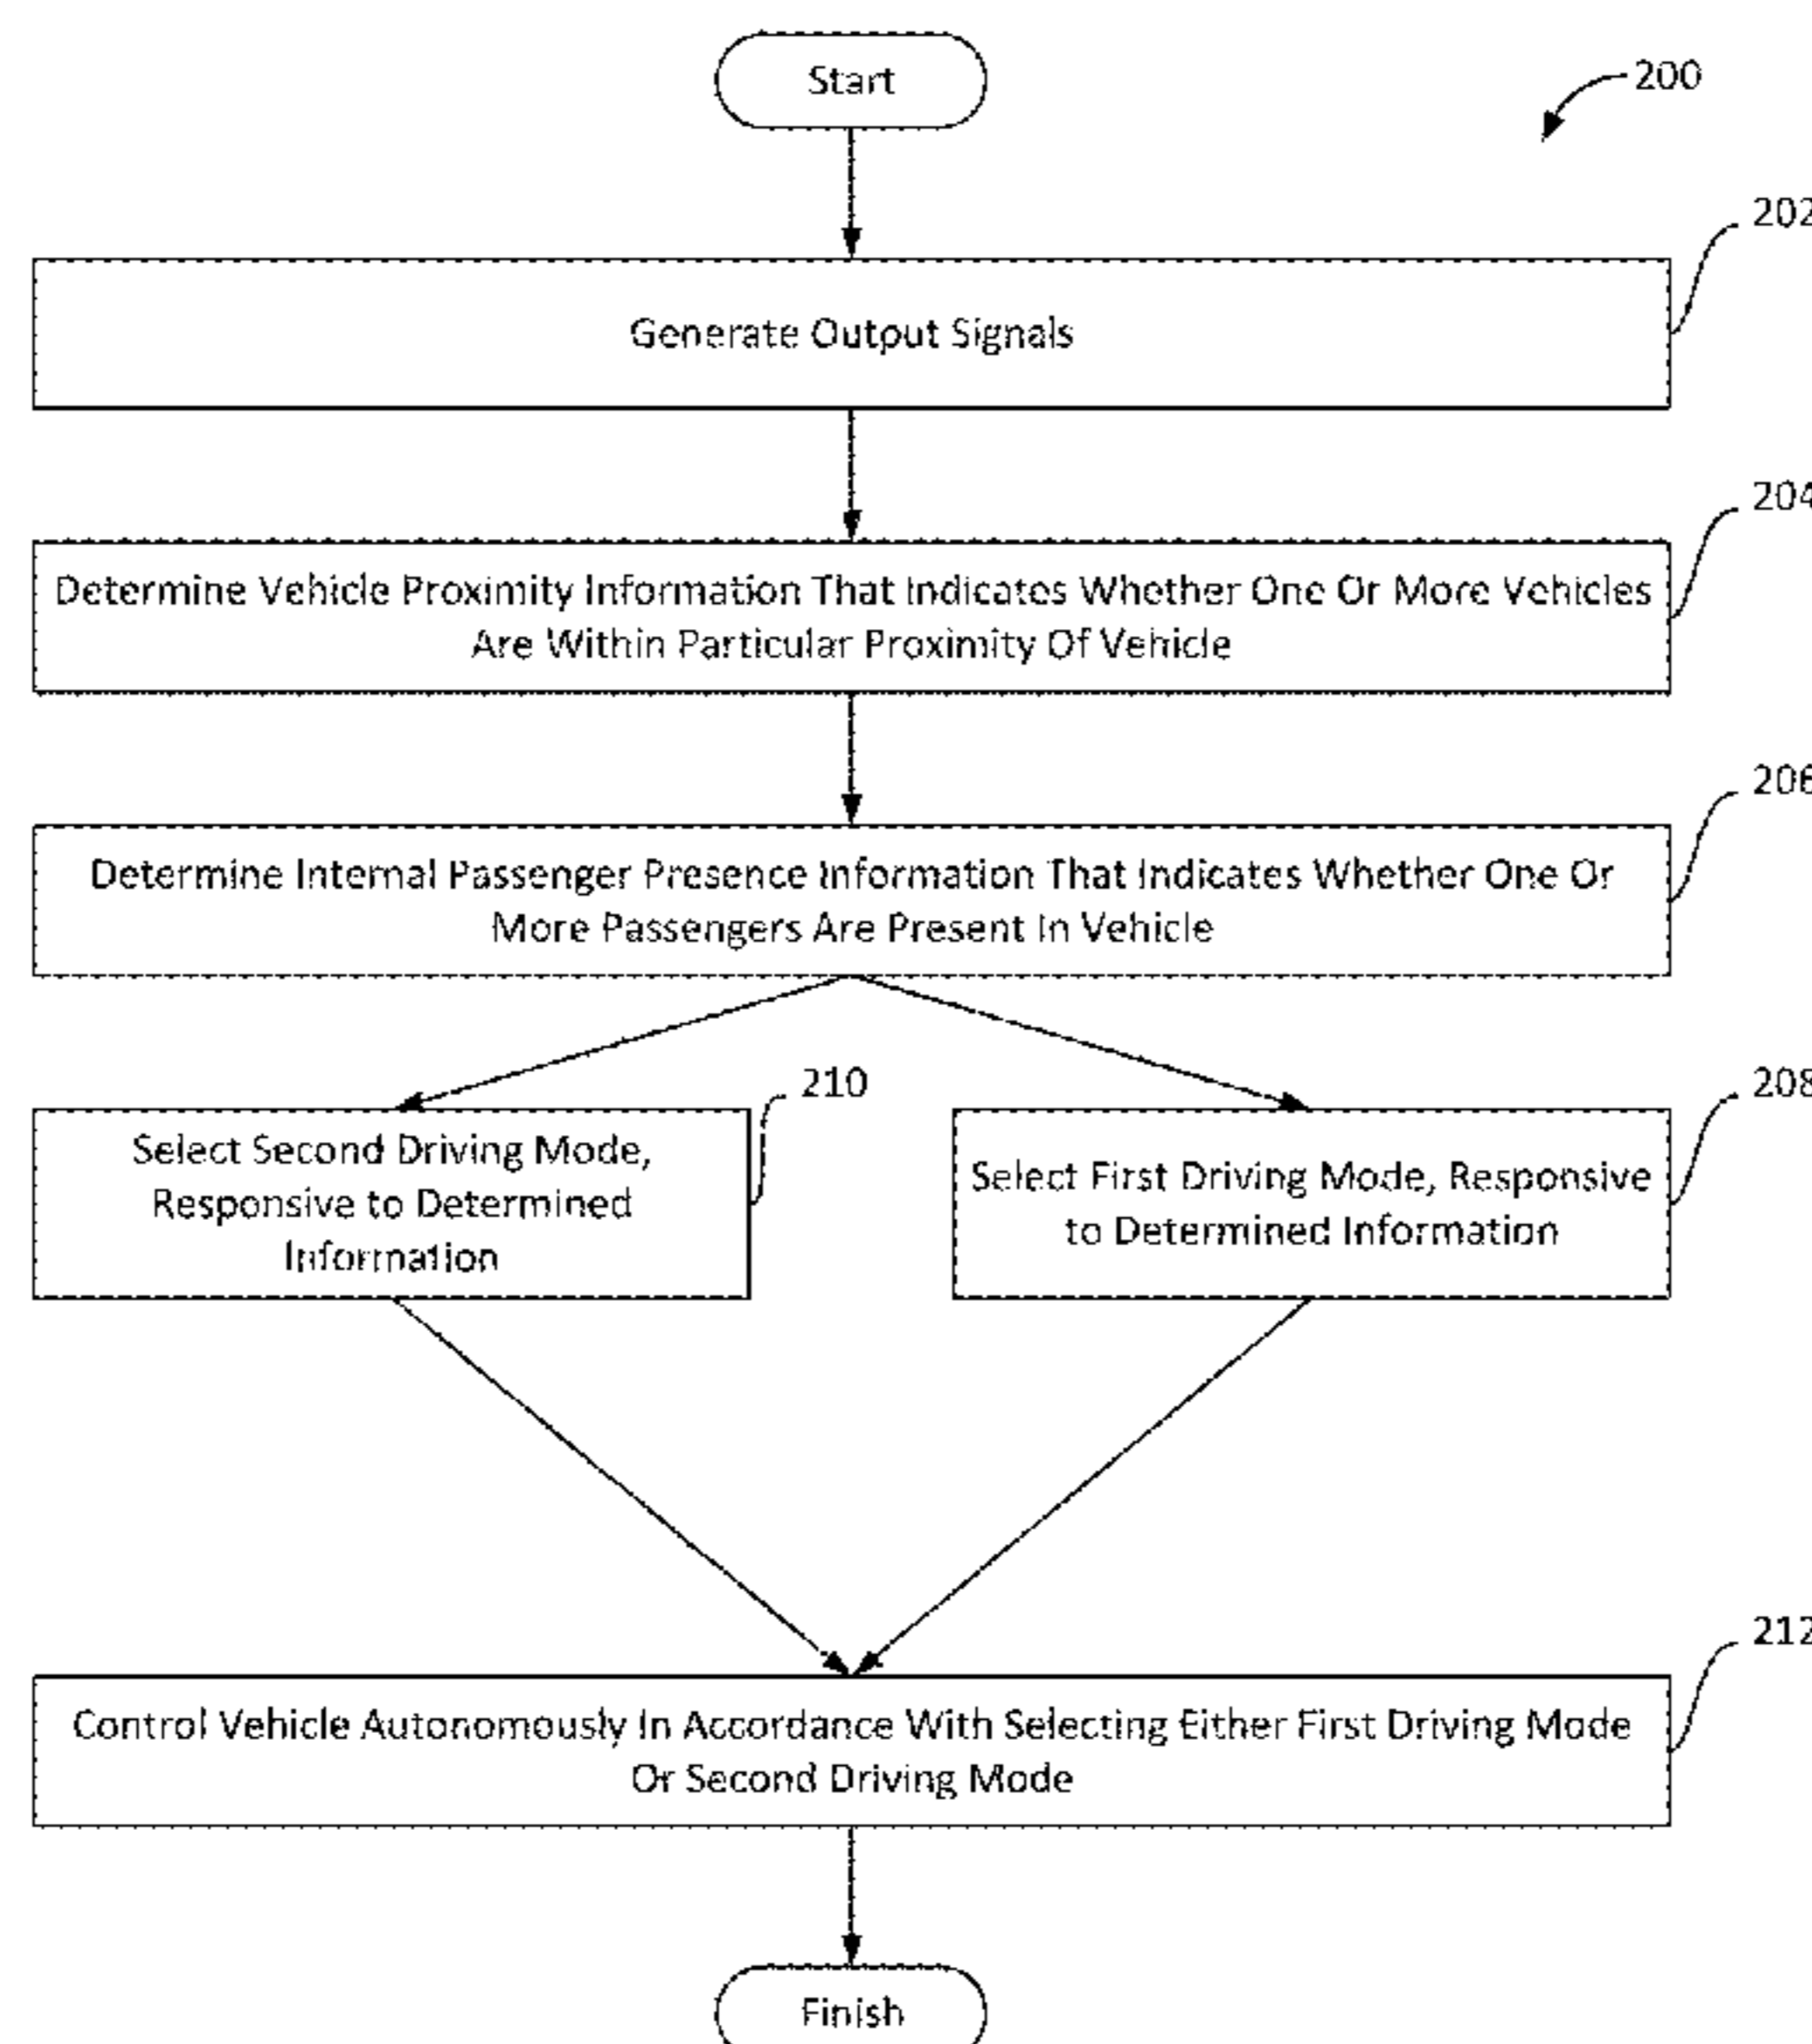 Start
200
202
Generate Output Signals
204
Determine Vehicle Proximity Information That Indicates Whether One Or More Vehicles
Are Within Particular Proximity Of Vehicle
206
Determine Internal Passenger Presence Information That Indicates Whether One Or
More Passengers Are Present In Vehicle
210
Select Second Driving Mode,
Responsive to Determined
Information
208
Select First Driving Mode, Responsive
to Determined Information
212
Control Vehicle Autonomously In Accordance With Selecting Either First Driving Mode
Or Second Driving Mode
Finish